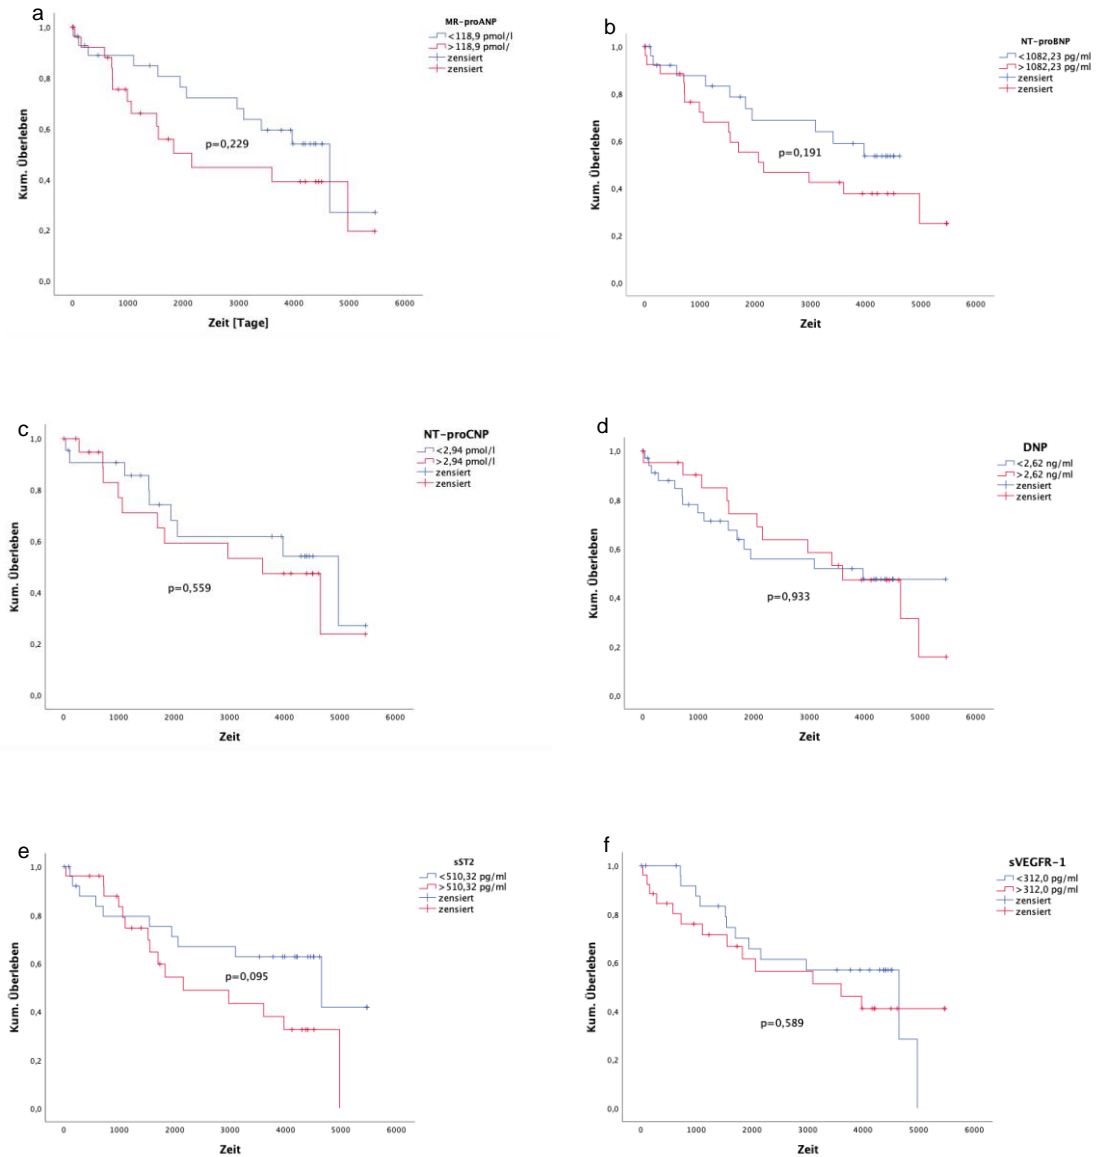 a
MR-proANP
<118,9 pmol/l
>118,9 pmol/
zensiert
zensiert
Kum. Überleben
1,0
0,8
0,6
0,4
0,2
0,0
p=0,229
0 1000 2000 3000 4000 5000 6000
Zeit [Tage]
b
NT-proBNP
<1082,23 pg/ml
>1082,23 pg/ml
zensiert
zensiert
Kum. Überleben
1,0
0,8
0,6
0,4
0,2
0,0
p=0,191
0 1000 2000 3000 4000 5000 6000
Zeit
c
NT-proCNP
<2,94 pmol/l
>2,94 pmol/l
zensiert
zensiert
Kum. Überleben
1,0
0,8
0,6
0,4
0,2
0,0
p=0,559
0 1000 2000 3000 4000 5000 6000
Zeit
d
DNP
<2,62 ng/ml
>2,62 ng/ml
zensiert
zensiert
Kum. Überleben
1,0
0,8
0,6
0,4
0,2
0,0
p=0,933
0 1000 2000 3000 4000 5000 6000
Zeit
e
sST2
<510,32 pg/ml
>510,32 pg/ml
zensiert
zensiert
Kum. Überleben
1,0
0,8
0,6
0,4
0,2
0,0
p=0,095
0 1000 2000 3000 4000 5000 6000
Zeit
f
sVEGFR-1
<312,0 pg/ml
>312,0 pg/ml
zensiert
zensiert
Kum. Überleben
1,0
0,8
0,6
0,4
0,2
0,0
p=0,589
0 1000 2000 3000 4000 5000 6000
Zeit